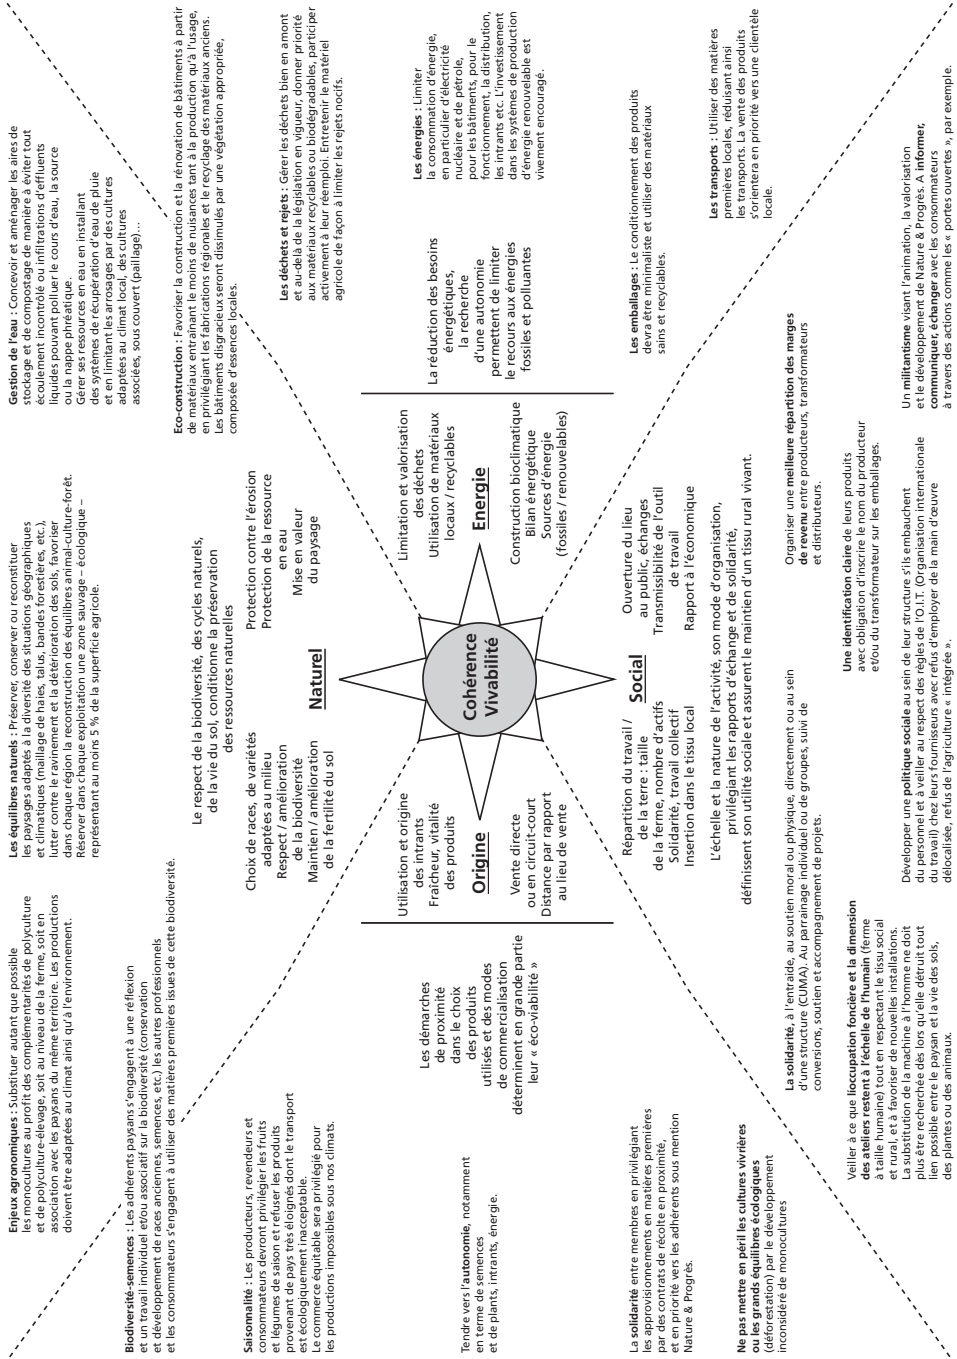 Enjeux agronomiques : Substituer autant que possible
les monocultures au profit des complémentarités de polyculture
et de polyculture-élevage, soit au niveau de la ferme, soit en
association avec les paysans du même territoire. Les productions
doivent être adaptées au climat ainsi qu'à l'environnement.
Les équilibres naturels : Préserver, conserver ou reconstituer
les paysages adaptés à la diversité des situations géographiques
et climatiques (maillage de haies, talus, bandes forestières, etc.),
lutter contre le ravinement et la détérioration des sols, favoriser
dans chaque région la reconstruction des équilibres animal-culture-forêt.
Réserver dans chaque exploitation une zone sauvage – écologique –
représentant au moins 5 % de la superficie agricole.
Gestion de l'eau : Concevoir et aménager les aires de
stockage et de compostage de manière à éviter tout
écoulement incontrôlé ou infiltrations d'effluents
liquides pouvant polluer le cours d'eau, la source
ou la nappe phréatique.
Gérer ses ressources en eau en installant
des systèmes de récupération d'eau de pluie
et en limitant les arrosages par des cultures
adaptées au climat local, des cultures
associées, sous couvert (paillage)…
Biodiversité-semences : Les adhérents paysans s'engagent à une réflexion
et un travail individuel et/ou associatif sur la biodiversité (conservation
et développement de races anciennes, semences, etc.) les autres professionnels
et les consommateurs s'engagent à utiliser des matières premières issues de cette biodiversité.
Eco-construction : Favoriser la construction et la rénovation de bâtiments à partir
de matériaux entraînant le moins de nuisances tant à la production qu'à l'usage,
en privilégiant les fabrications régionales et le recyclage des matériaux anciens.
Les bâtiments disgracieux seront dissimulés par une végétation appropriée,
composée d'essences locales.
Le respect de la biodiversité, des cycles naturels,
de la vie du sol, conditionne la préservation
des ressources naturelles
Saisonnalité : Les producteurs, revendeurs et
consommateurs devront privilégier les fruits
et légumes de saison et refuser les produits
provenant de pays très éloignés dont le transport
est écologiquement inacceptable.
Le commerce équitable sera privilégié pour
les productions impossibles sous nos climats.
Choix de races, de variétés
adaptées au milieu
Respect / amélioration
de la biodiversité
Maintien / amélioration
de la fertilité du sol
Naturel
Protection contre l'érosion
Protection de la ressource
en eau
Mise en valeur
du paysage
Les déchets et rejets : Gérer les déchets bien en amont
et au-delà de la législation en vigueur, donner priorité
aux matériaux recyclables ou biodégradables, participer
activement à leur réemploi. Entretenir le matériel
agricole de façon à limiter les rejets nocifs.
Tendre vers l'autonomie, notamment
en terme de semences
et de plants, intrants, énergie.
Les démarches
de proximité
dans le choix
des produits
utilisés et des modes
de commercialisation
déterminent en grande partie
leur « éco-viabilité »
Utilisation et origine
des intrants
Fraîcheur, vitalité
des produits
Origine
Vente directe
ou en circuit-court
Distance par rapport
au lieu de vente
Cohérence
Vivabilité
Limitation et valorisation
des déchets
Utilisation de matériaux
locaux / recyclables
Energie
Construction bioclimatique
Bilan énergétique
Sources d'énergie
(fossiles / renouvelables)
La réduction des besoins
énergétiques,
la recherche
d'une autonomie
permettent de limiter
le recours aux énergies
fossiles et polluantes
Les énergies : Limiter
la consommation d'énergie,
en particulier d'électricité
nucléaire et de pétrole,
pour les bâtiments, pour le
fonctionnement, la distribution,
les intrants etc. L'investissement
dans les systèmes de production
d'énergie renouvelable est
vivement encouragé.
La solidarité entre membres en privilégiant
les approvisionnements en matières premières
par des contrats de récolte en proximité,
et en priorité vers les adhérents sous mention
Nature & Progrès.
Répartition du travail /
de la terre : taille
de la ferme, nombre d'actifs
Solidarité, travail collectif
Insertion dans le tissu local
Social
Ouverture du lieu
au public, échanges
Transmissibilité de l'outil
de travail
Rapport à l'économique
Les emballages : Le conditionnement des produits
devra être minimaliste et utiliser des matériaux
sains et recyclables.
L'échelle et la nature de l'activité, son mode d'organisation,
privilégiant les rapports d'échange et de solidarité,
définissent son utilité sociale et assurent le maintien d'un tissu rural vivant.
Les transports : Utiliser des matières
premières locales, réduisant ainsi
les transports. La vente des produits
s'orientera en priorité vers une clientèle
locale.
Ne pas mettre en péril les cultures vivrières
ou les grands équilibres écologiques
(déforestation) par le développement
inconsidéré de monocultures
La solidarité, à l'entraide, au soutien moral ou physique, directement ou au sein
d'une structure (CUMA). Au parrainage individuel ou de groupes, suivi de
conversions, soutien et accompagnement de projets.
Organiser une meilleure répartition des marges
de revenu entre producteurs, transformateurs
et distributeurs.
Une identification claire de leurs produits
avec obligation d'inscrire le nom du producteur
et/ou du transformateur sur les emballages.
Veiller à ce que lioccupation foncière et la dimension
des ateliers restent à l'échelle de l'humain (ferme
à taille humaine) tout en respectant le tissu social
et rural, et à favoriser de nouvelles installations.
La substitution de la machine à l'homme ne doit
plus être recherchée dès lors qu'elle détruit tout
lien possible entre le paysan et la vie des sols,
des plantes ou des animaux.
Développer une politique sociale au sein de leur structure s'ils embauchent
du personnel et à veiller au respect des règles de l'O.I.T. (Organisation internationale
du travail) chez leurs fournisseurs avec refus d'employer de la main d'œuvre
délocalisée, refus de l'agriculture « intégrée ».
Un militantisme visant l'animation, la valorisation
et le développement de Nature & Progrès. A informer,
communiquer, échanger avec les consommateurs
à travers des actions comme les « portes ouvertes », par exemple.